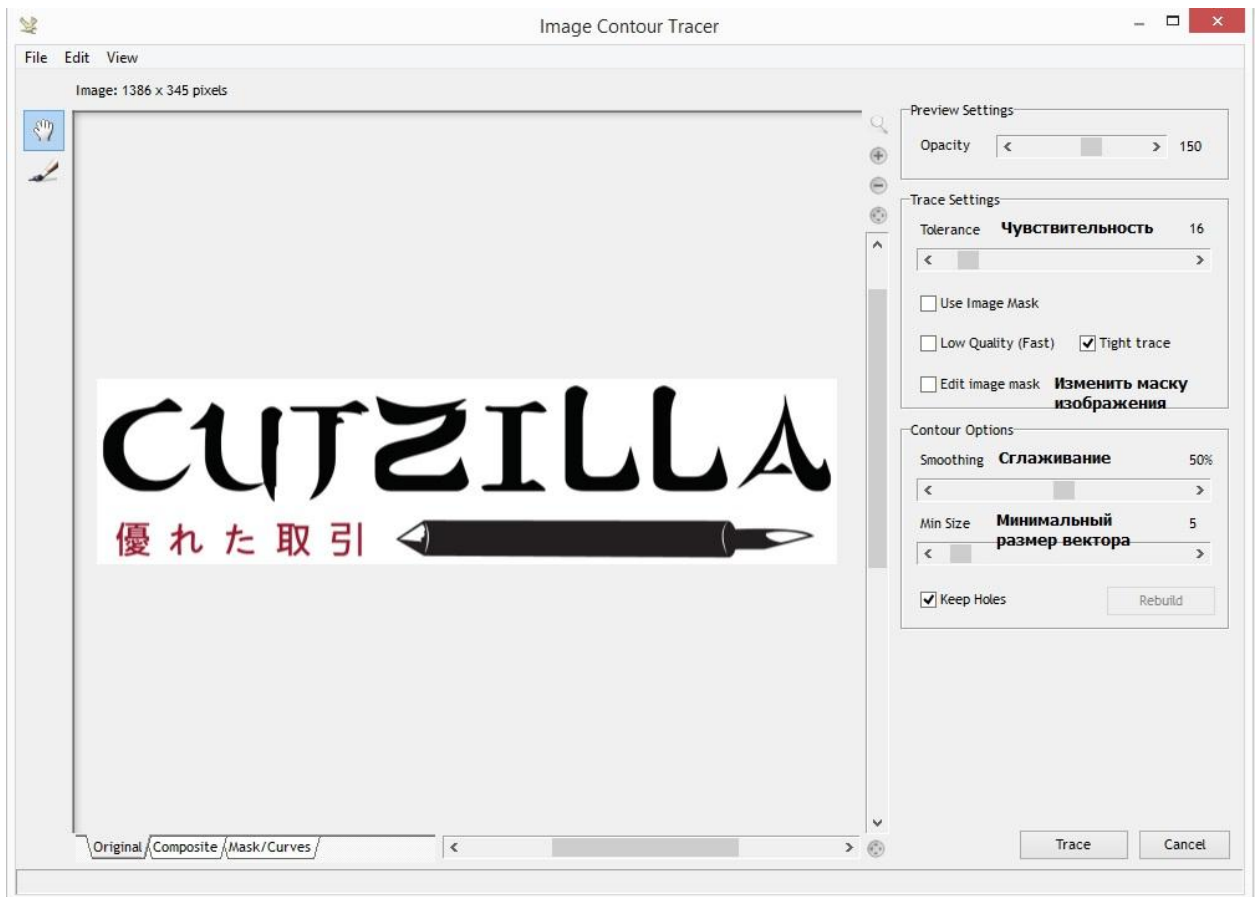 Image Contour Tracer
File Edit View
Image: 1386 x 345 pixels
Preview Settings
Opacity 150
Trace Settings
Tolerance Чувствительность 16
Use Image Mask
Low Quality (Fast) Tight trace
Edit image mask Изменить маску
изображения
Contour Options
Smoothing Сглаживание 50%
Min Size Минимальный 5
размер вектора
Keep Holes Rebuild
CUTZILLA
優れた取引
Original Composite Mask/Curves
Trace Cancel